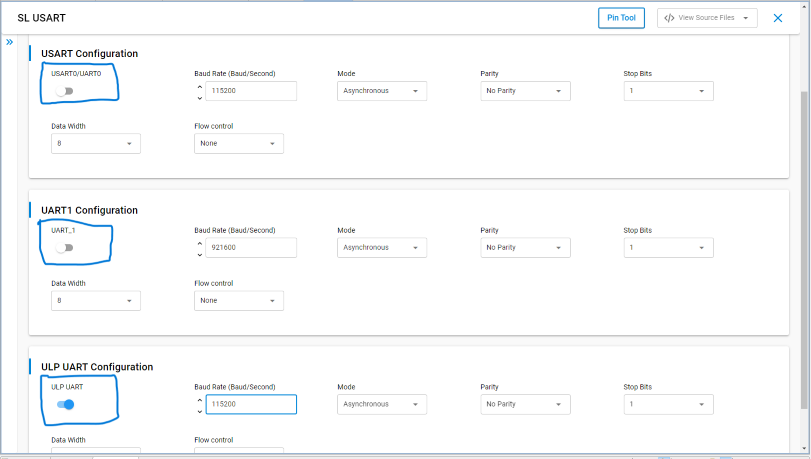 SL USART
Pin Tool
</> View Source Files
USART Configuration
USART0/UART0
Baud Rate (Baud/Second)
Mode
Parity
Stop Bits
115200
Asynchronous
No Parity
1
Data Width
Flow control
8
None
UART1 Configuration
UART_1
Baud Rate (Baud/Second)
Mode
Parity
Stop Bits
921600
Asynchronous
No Parity
1
Data Width
Flow control
8
None
ULP UART Configuration
ULP UART
Baud Rate (Baud/Second)
Mode
Parity
Stop Bits
115200
Asynchronous
No Parity
1
Data Width
Flow control